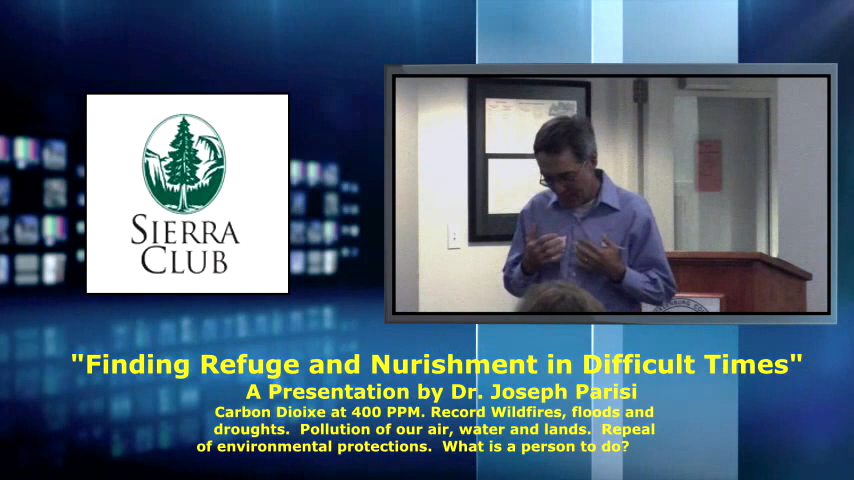 SIERRA
CLUB
"Finding Refuge and Nurishment in Difficult Times"
A Presentation by Dr. Joseph Parisi
Carbon Dioixe at 400 PPM. Record Wildfires, floods and
droughts.  Pollution of our air, water and lands.  Repeal
of environmental protections.  What is a person to do?